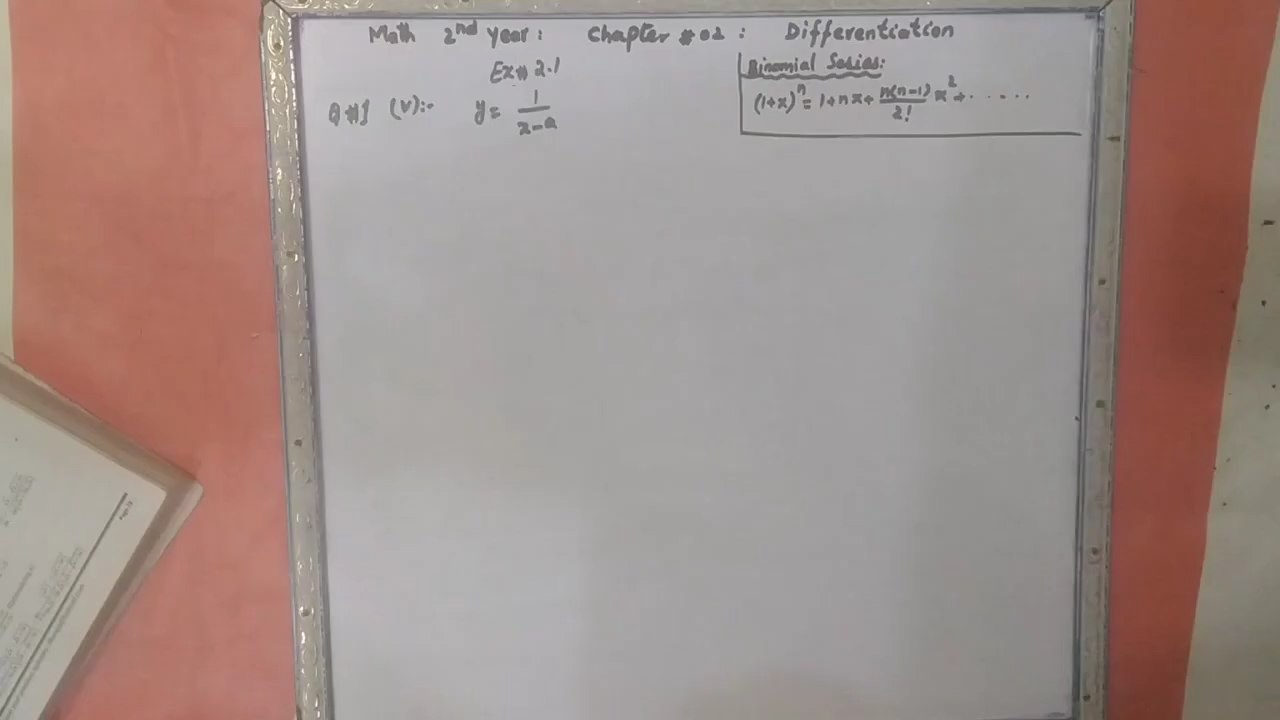 Math 2nd Year: Chapter #02: Differentiation
Ex# 2.1
Q#1 (v):- y = 1/(x-a)
Binomial Series:
(1+x)^n = 1+nx+ n(n-1)/2! x^2 + ......